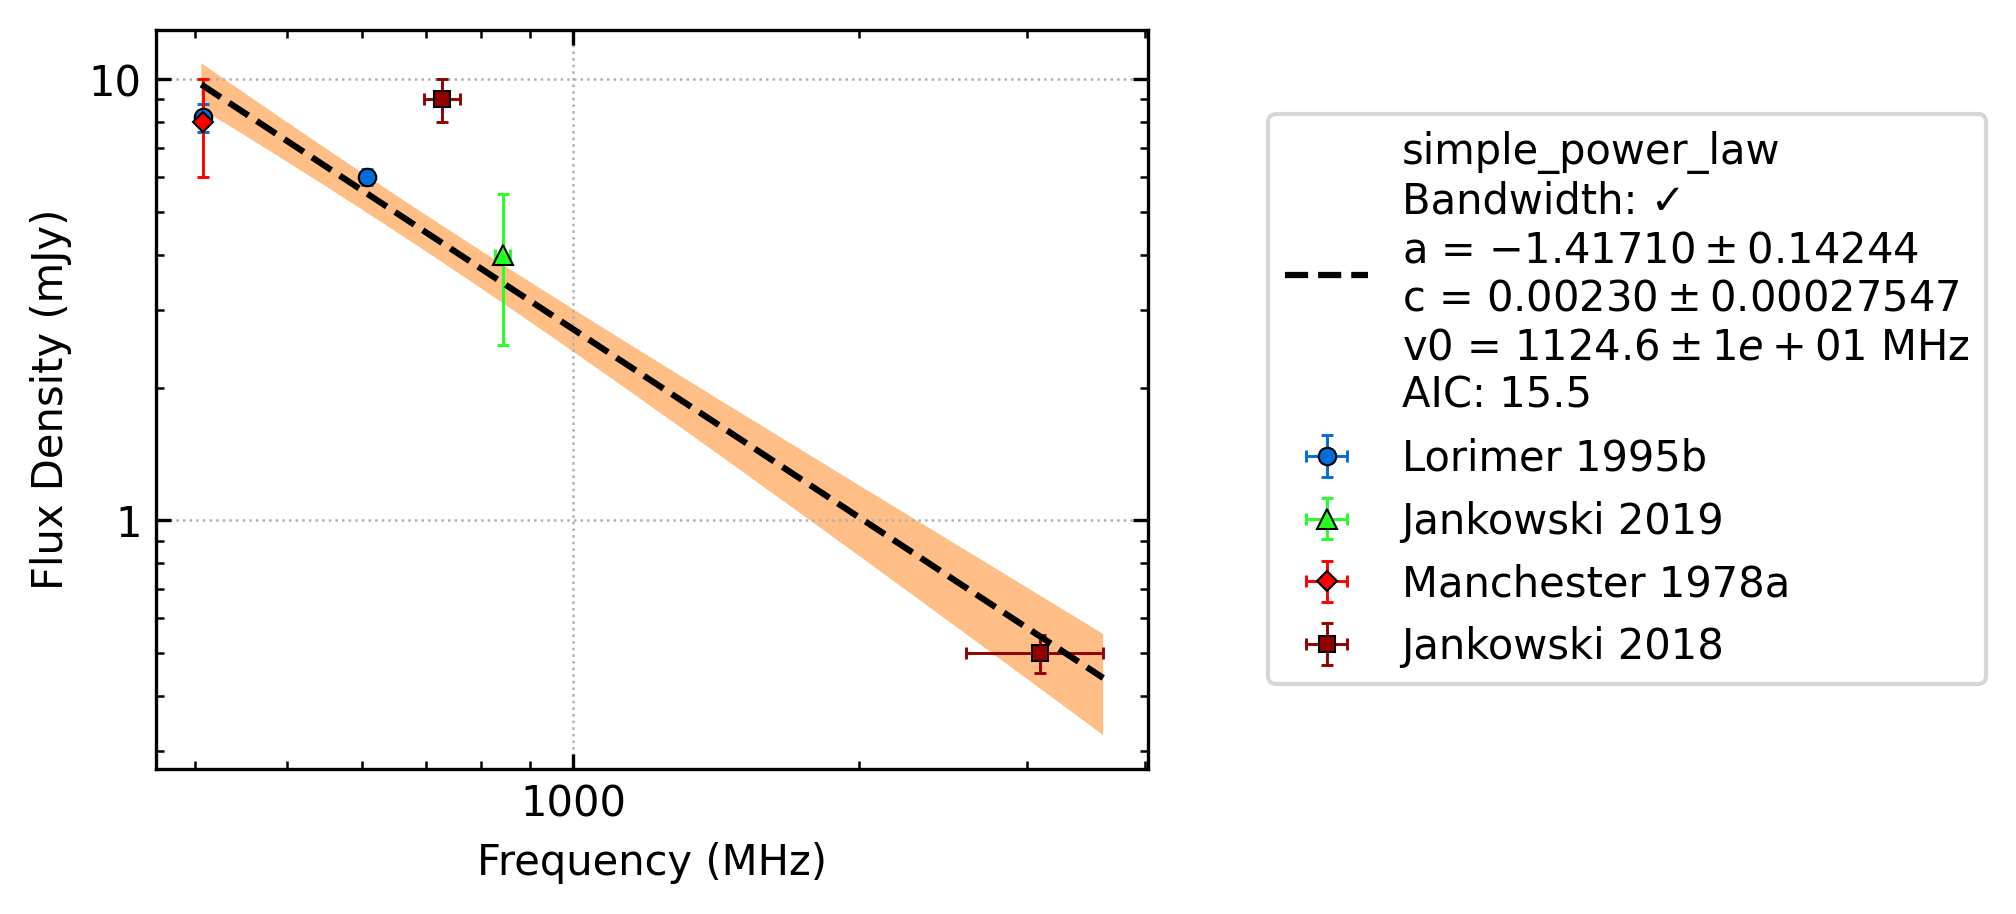 10
1
Flux Density (mJy)
1000
Frequency (MHz)
simple_power_law
Bandwidth: ✓
a = −1.41710 ± 0.14244
c = 0.00230 ± 0.00027547
v0 = 1124.6 ± 1e + 01 MHz
AIC: 15.5
Lorimer 1995b
Jankowski 2019
Manchester 1978a
Jankowski 2018